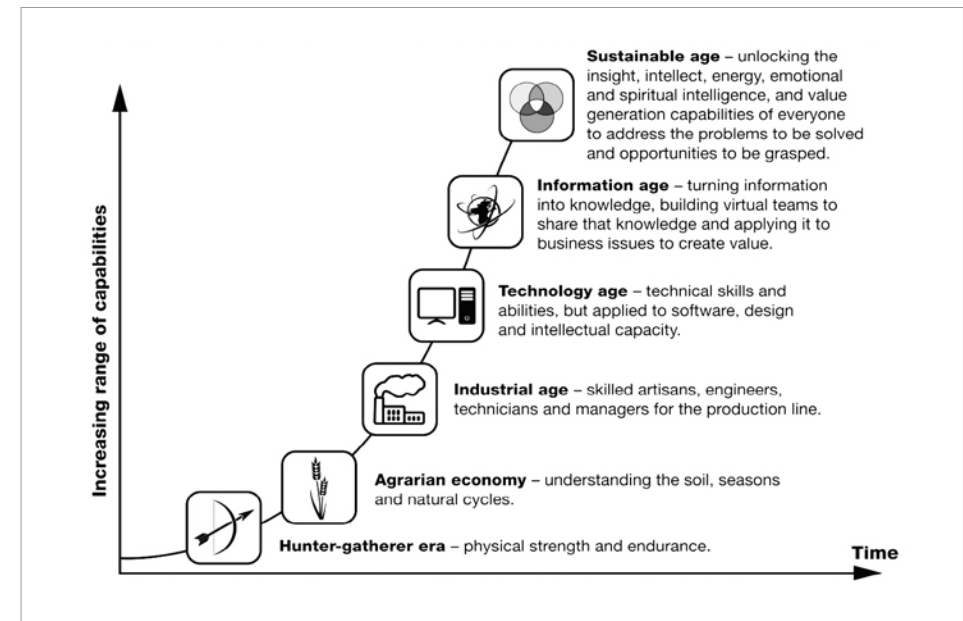 Sustainable age – unlocking the
insight, intellect, energy, emotional
and spiritual intelligence, and value
generation capabilities of everyone
to address the problems to be solved
and opportunities to be grasped.
Information age – turning information
into knowledge, building virtual teams to
share that knowledge and applying it to
business issues to create value.
Technology age – technical skills and
abilities, but applied to software, design
and intellectual capacity.
Industrial age – skilled artisans, engineers,
technicians and managers for the production line.
Agrarian economy – understanding the soil, seasons
and natural cycles.
Hunter-gatherer era – physical strength and endurance.
Increasing range of capabilities
Time